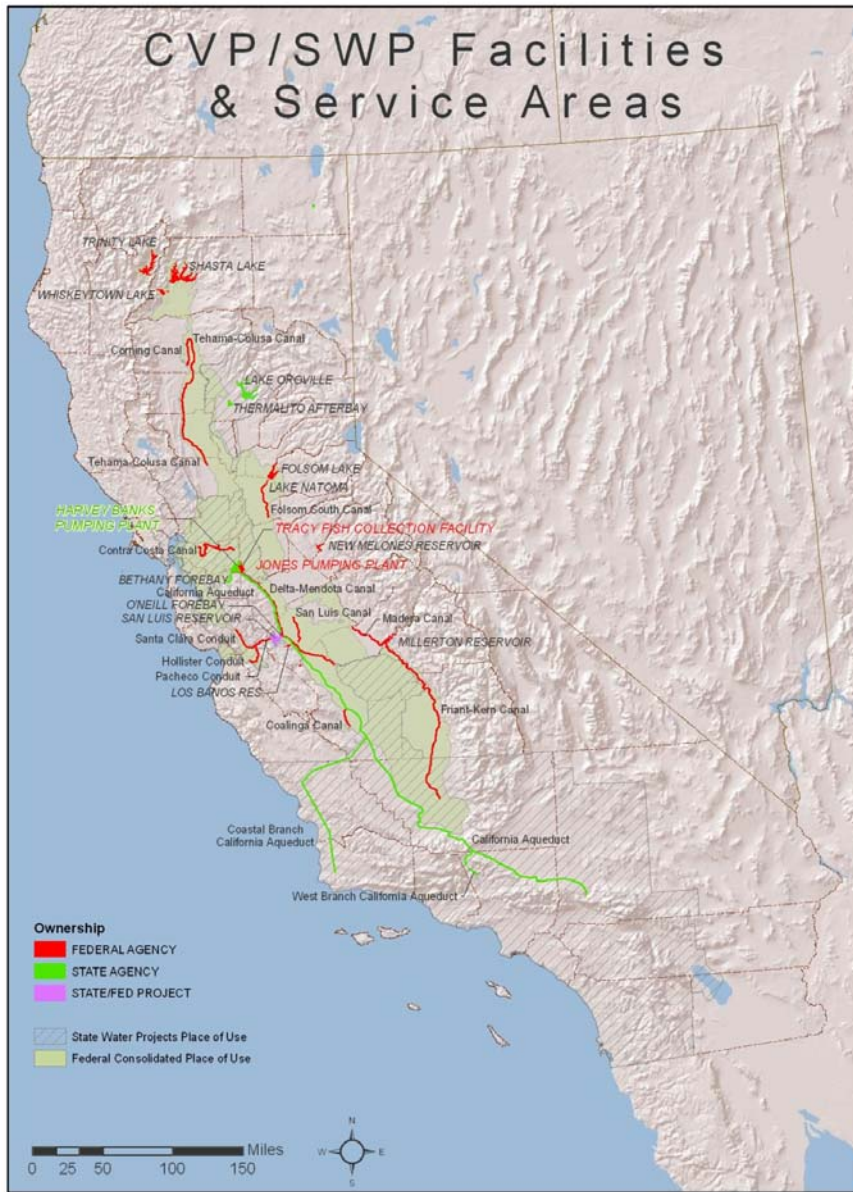 CVP/SWP Facilities
& Service Areas
TRINITY LAKE
SHASTA LAKE
WHISKEYTOWN LAKE
Tehama-Colusa Canal
Corning Canal
LAKE OROVILLE
THERMALITO AFTERBAY
Tehama-Colusa Canal
FOLSOM LAKE
LAKE NATOMA
Folsom South Canal
HARVEY BANKS
PUMPING PLANT
TRACY FISH COLLECTION FACILITY
Contra Costa Canal
NEW MELONES RESERVOIR
JONES PUMPING PLANT
BETHANY FOREBAY
California Aqueduct
Delta-Mendota Canal
O'NEILL FOREBAY
SAN LUIS RESERVOIR
San Luis Canal
Madera Canal
Santa Clara Conduit
MILLERTON RESERVOIR
Hollister Conduit
Pacheco Conduit
LOS BANOS RES.
Friant-Kern Canal
Coalinga Canal
Coastal Branch
California Aqueduct
California Aqueduct
West Branch California Aqueduct
Ownership
FEDERAL AGENCY
STATE AGENCY
STATE/FED PROJECT
State Water Projects Place of Use
Federal Consolidated Place of Use
Miles
0 25 50 100 150
N
W E
S